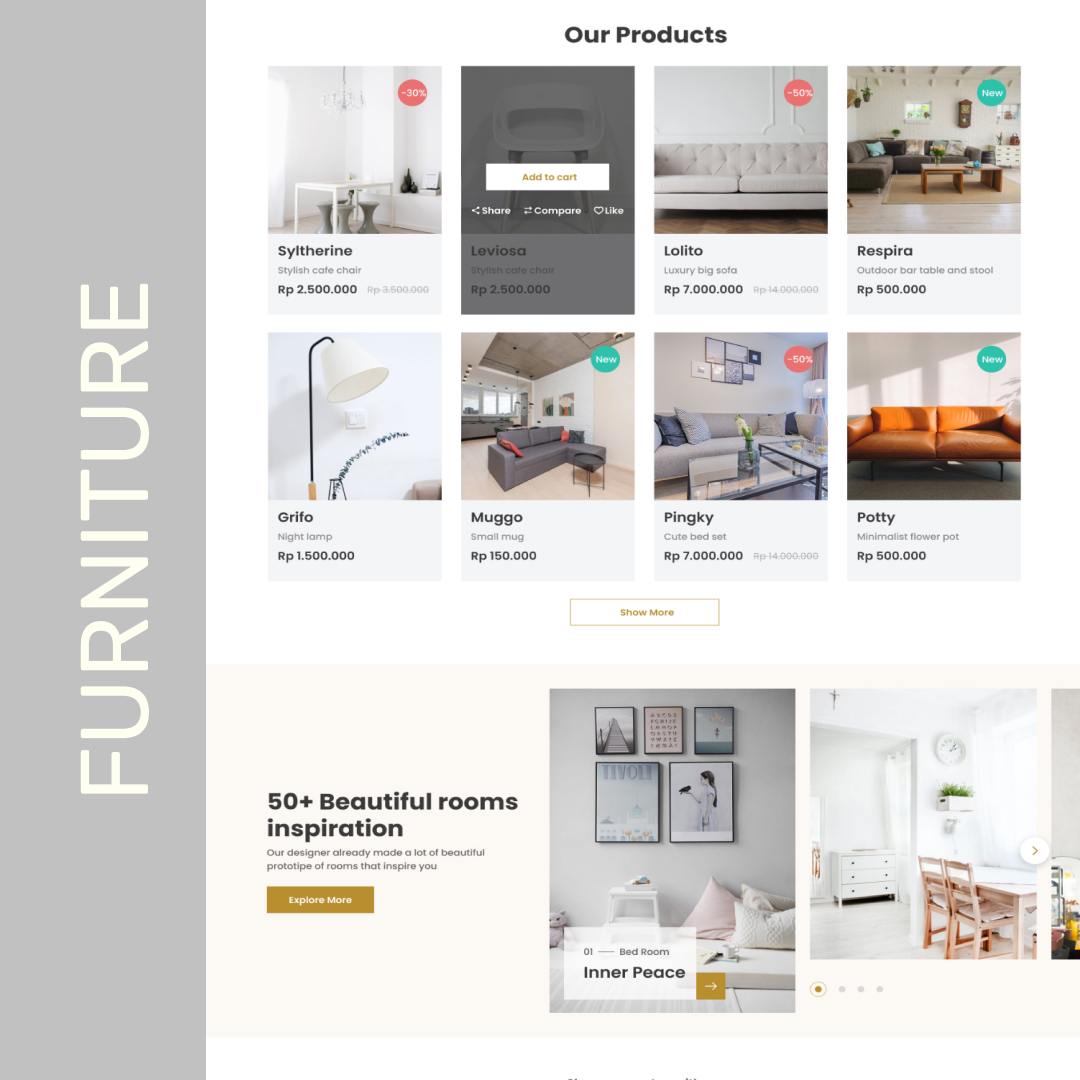 FURNITURE
Our Products
-30%
Syltherine
Stylish cafe chair
Rp 2.500.000 Rp 3.500.000
Add to cart
Share Compare Like
Leviosa
Stylish cafe chair
Rp 2.500.000
-50%
Lolito
Luxury big sofa
Rp 7.000.000 Rp 14.000.000
New
Respira
Outdoor bar table and stool
Rp 500.000
Grifo
Night lamp
Rp 1.500.000
New
Muggo
Small mug
Rp 150.000
-50%
Pingky
Cute bed set
Rp 7.000.000 Rp 14.000.000
New
Potty
Minimalist flower pot
Rp 500.000
Show More
50+ Beautiful rooms
inspiration
Our designer already made a lot of beautiful
prototipe of rooms that inspire you
Explore More
TIVOLI
01 Bed Room
Inner Peace